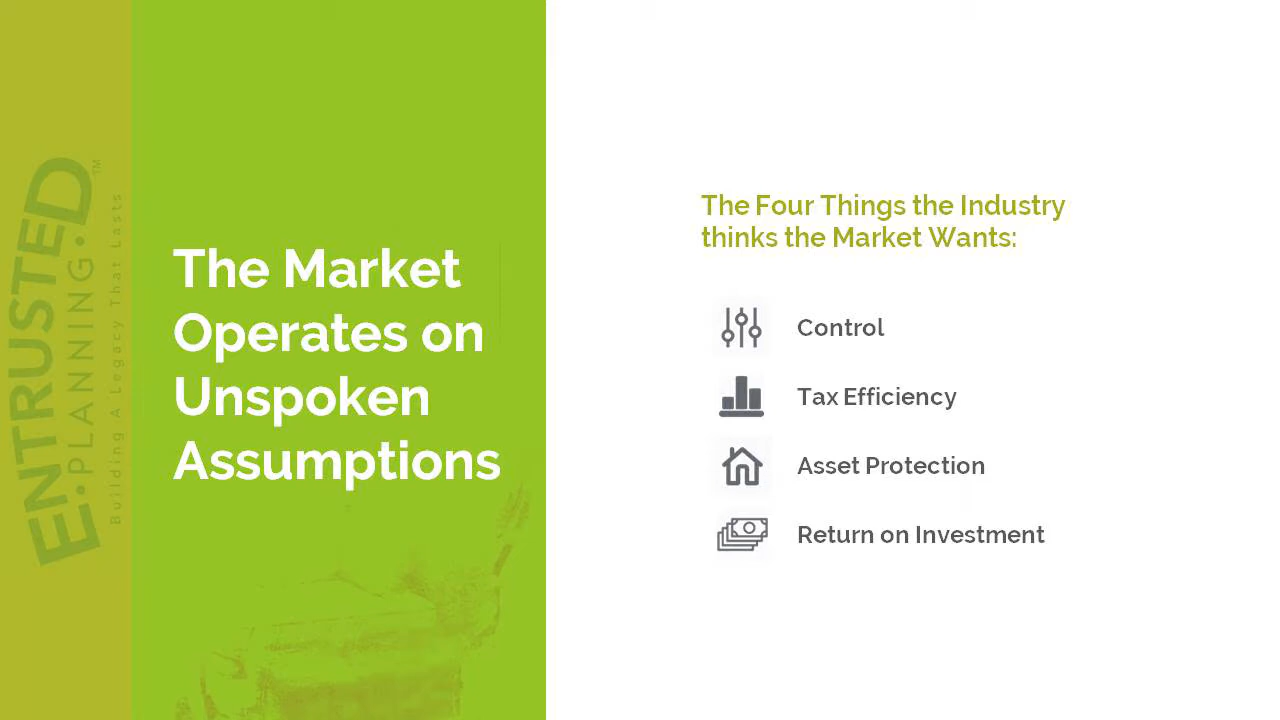 ENTRUSTED
E.PLANNING.D™
Building A Legacy That Lasts
The Market
Operates on
Unspoken
Assumptions
The Four Things the Industry
thinks the Market Wants:
Control
Tax Efficiency
Asset Protection
Return on Investment